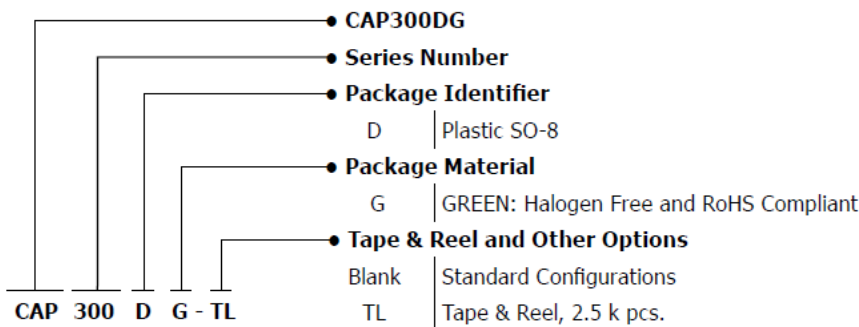 CAP300DG
Series Number
Package Identifier
D Plastic SO-8
Package Material
G GREEN: Halogen Free and RoHS Compliant
Tape & Reel and Other Options
Blank Standard Configurations
TL Tape & Reel, 2.5 k pcs.
CAP 300 D G - TL